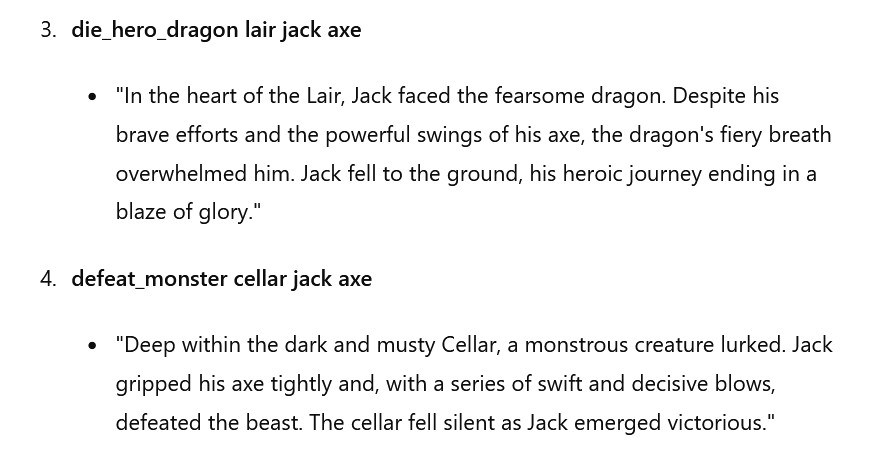 3. die_hero_dragon lair jack axe
• "In the heart of the Lair, Jack faced the fearsome dragon. Despite his
brave efforts and the powerful swings of his axe, the dragon's fiery breath
overwhelmed him. Jack fell to the ground, his heroic journey ending in a
blaze of glory."
4. defeat_monster cellar jack axe
• "Deep within the dark and musty Cellar, a monstrous creature lurked. Jack
gripped his axe tightly and, with a series of swift and decisive blows,
defeated the beast. The cellar fell silent as Jack emerged victorious."